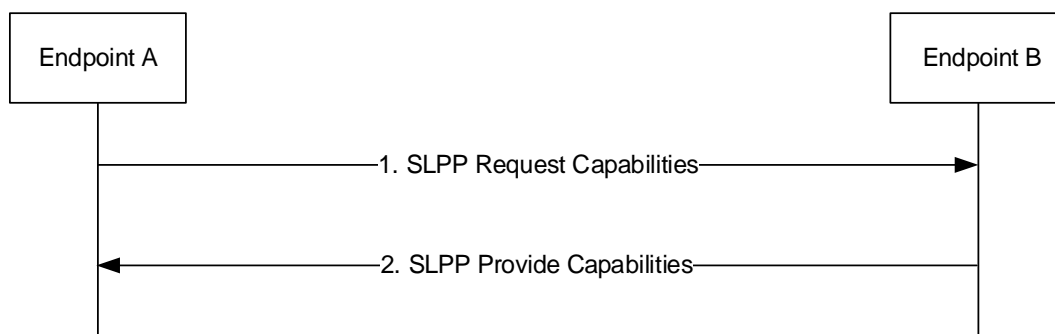 Endpoint A
Endpoint B
1. SLPP Request Capabilities
2. SLPP Provide Capabilities